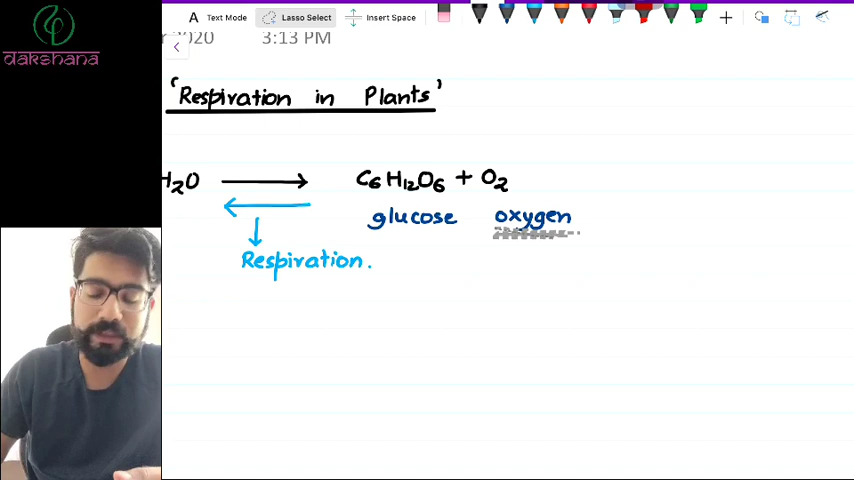 dakshana
Text Mode Lasso Select Insert Space
2020 3:13 PM
'Respiration in Plants'
H2O → C6H12O6 + O2
glucose oxygen
Respiration.